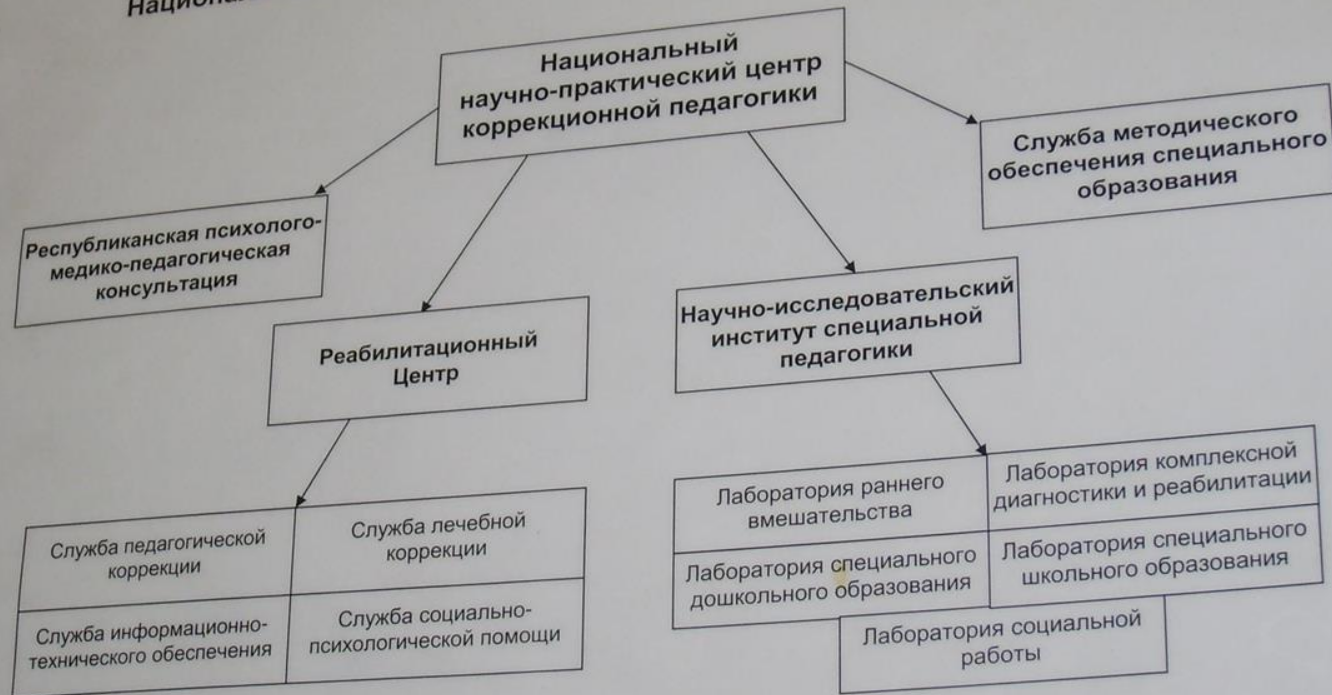 Национальный
научно-практический центр
коррекционной педагогики
Служба методического
обеспечения специального
образования
Республиканская психолого-
медико-педагогическая
консультация
Реабилитационный
Центр
Научно-исследовательский
институт специальной
педагогики
Служба педагогической
коррекции
Служба лечебной
коррекции
Служба информационно-
технического обеспечения
Служба социально-
психологической помощи
Лаборатория раннего
вмешательства
Лаборатория комплексной
диагностики и реабилитации
Лаборатория специального
дошкольного образования
Лаборатория специального
школьного образования
Лаборатория социальной
работы